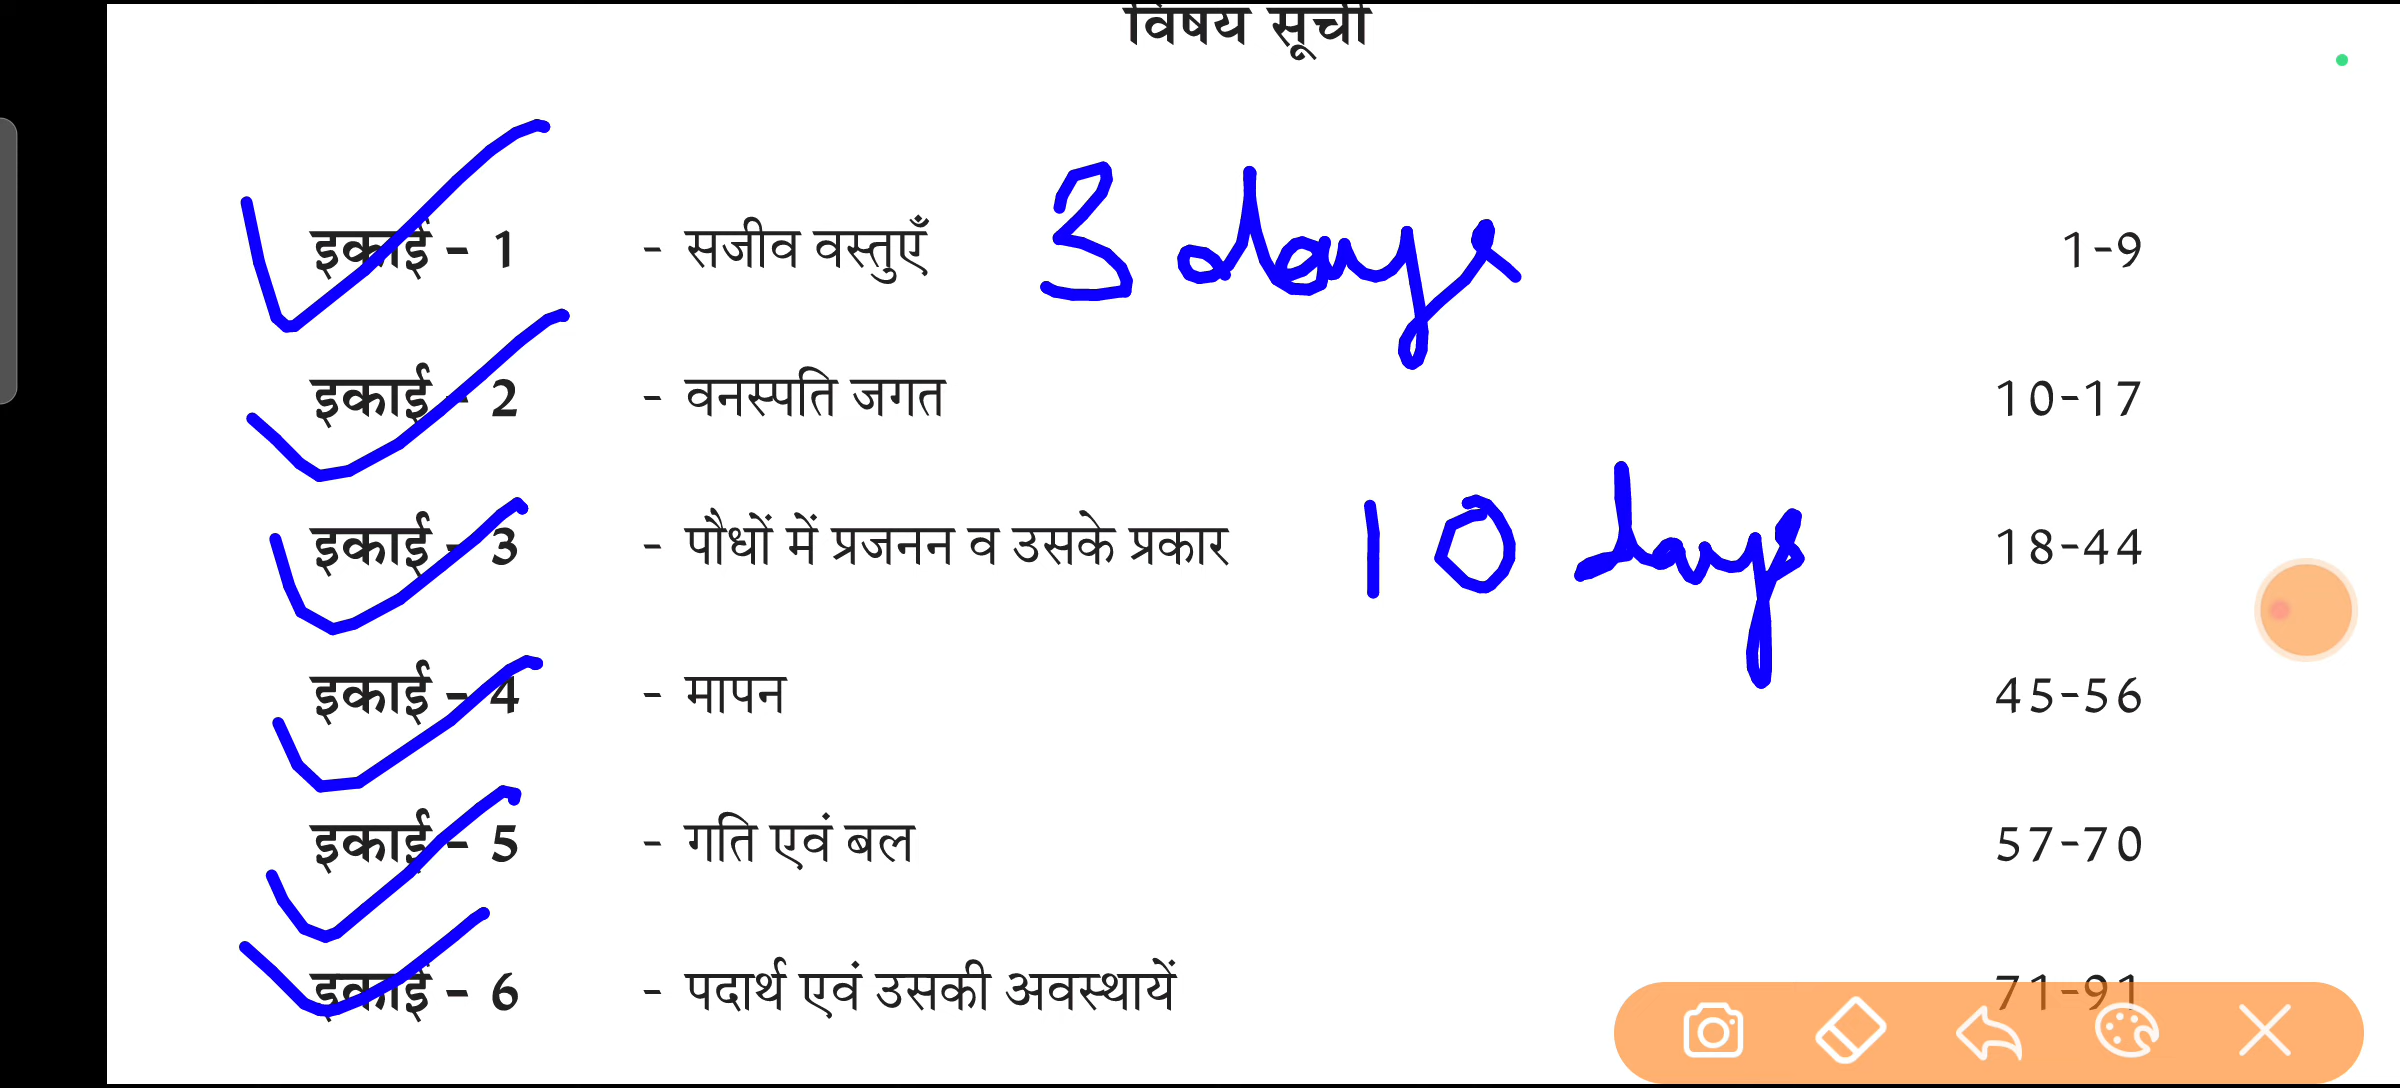 विषय सूची
इकाई - 1 - सजीव वस्तुएँ 3 days 1-9
इकाई - 2 - वनस्पति जगत 10-17
इकाई - 3 - पौधों में प्रजनन व उसके प्रकार 10 days 18-44
इकाई - 4 - मापन 45-56
इकाई - 5 - गति एवं बल 57-70
इकाई - 6 - पदार्थ एवं उसकी अवस्थायें 71-91